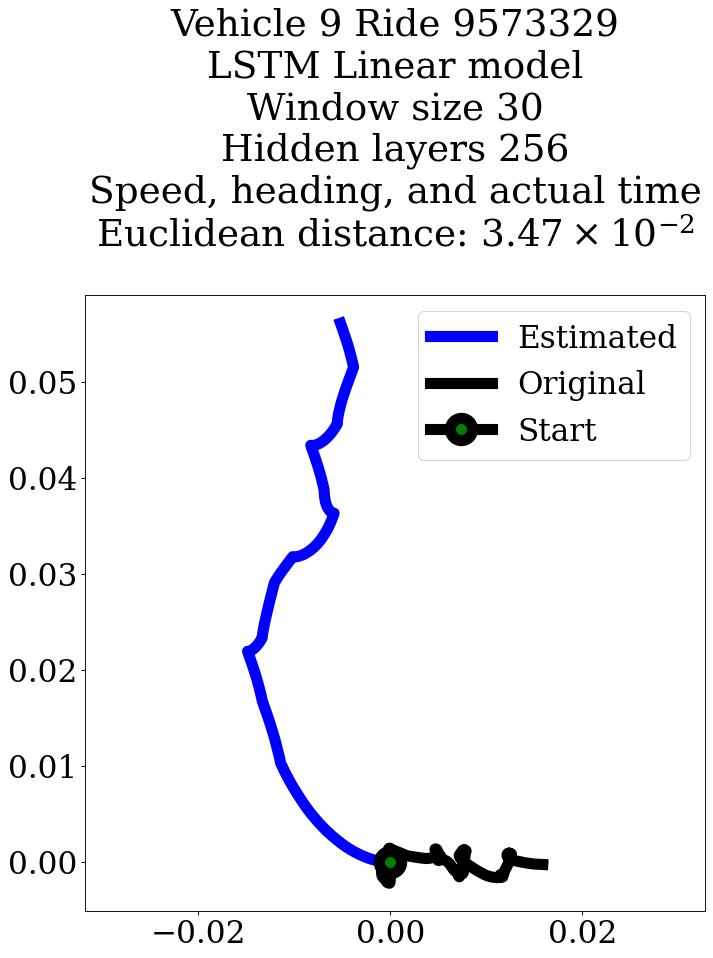 Vehicle 9 Ride 9573329
LSTM Linear model
Window size 30
Hidden layers 256
Speed, heading, and actual time
Euclidean distance: 3.47 × 10⁻²
Estimated
Original
Start
0.05
0.04
0.03
0.02
0.01
0.00
−0.02 0.00 0.02